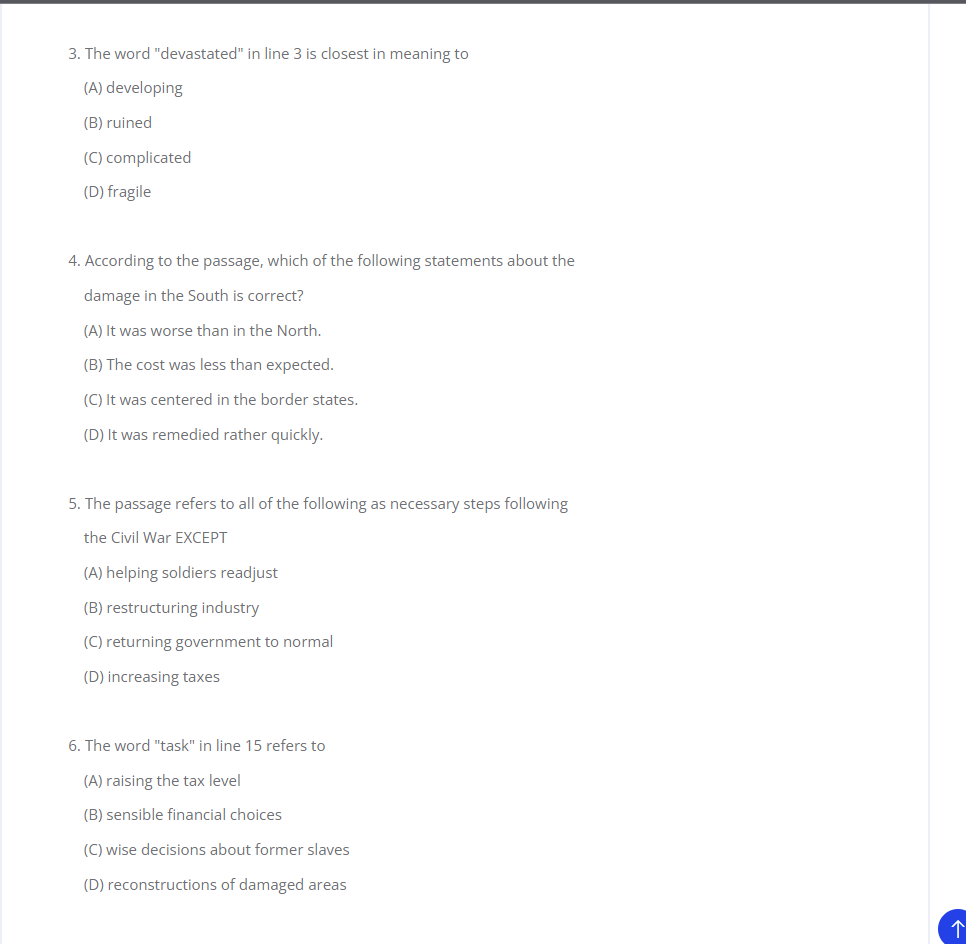 3. The word "devastated" in line 3 is closest in meaning to
(A) developing
(B) ruined
(C) complicated
(D) fragile
4. According to the passage, which of the following statements about the
damage in the South is correct?
(A) It was worse than in the North.
(B) The cost was less than expected.
(C) It was centered in the border states.
(D) It was remedied rather quickly.
5. The passage refers to all of the following as necessary steps following
the Civil War EXCEPT
(A) helping soldiers readjust
(B) restructuring industry
(C) returning government to normal
(D) increasing taxes
6. The word "task" in line 15 refers to
(A) raising the tax level
(B) sensible financial choices
(C) wise decisions about former slaves
(D) reconstructions of damaged areas